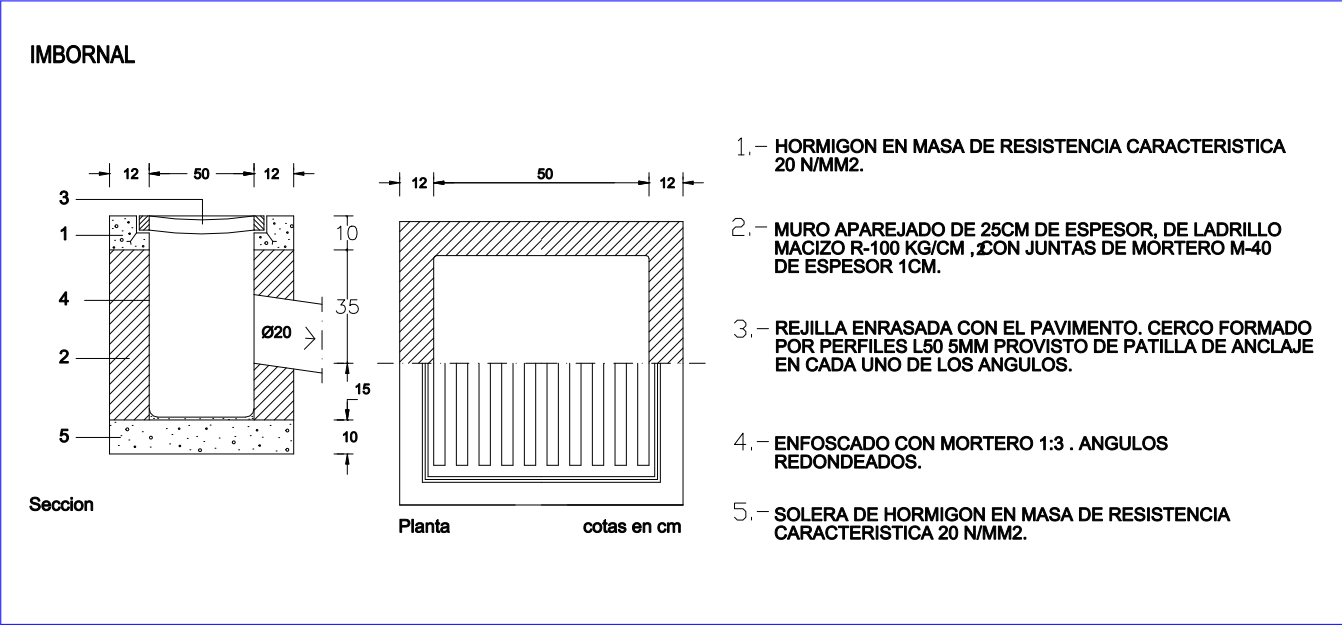 IMBORNAL
12 50 12
3
1
10
4
35
Ø20
2
15
5
10
Seccion
12 50 12
Planta
cotas en cm
1.- HORMIGON EN MASA DE RESISTENCIA CARACTERISTICA
20 N/MM2.
2.- MURO APAREJADO DE 25CM DE ESPESOR, DE LADRILLO
MACIZO R-100 KG/CM ,2CON JUNTAS DE MORTERO M-40
DE ESPESOR 1CM.
3.- REJILLA ENRASADA CON EL PAVIMENTO. CERCO FORMADO
POR PERFILES L50 5MM PROVISTO DE PATILLA DE ANCLAJE
EN CADA UNO DE LOS ANGULOS.
4.- ENFOSCADO CON MORTERO 1:3 . ANGULOS
REDONDEADOS.
5.- SOLERA DE HORMIGON EN MASA DE RESISTENCIA
CARACTERISTICA 20 N/MM2.